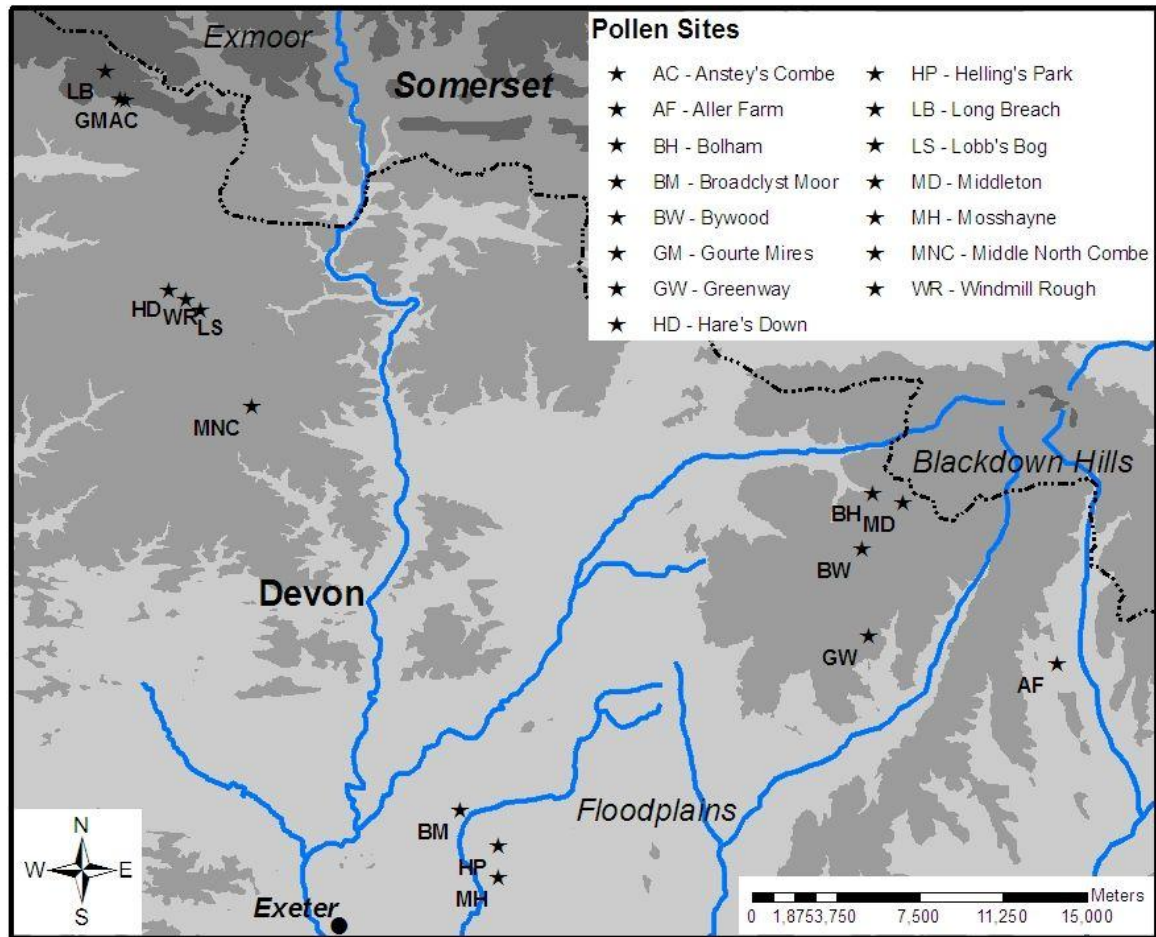 Exmoor
Somerset
LB
GMAC
HD
WR
LS
MNC
Devon
Blackdown Hills
BH
MD
BW
GW
AF
Floodplains
BM
HP
MH
Exeter
Pollen Sites
AC - Anstey's Combe
AF - Aller Farm
BH - Bolham
BM - Broadclyst Moor
BW - Bywood
GM - Gourte Mires
GW - Greenway
HD - Hare's Down
HP - Helling's Park
LB - Long Breach
LS - Lobb's Bog
MD - Middleton
MH - Mosshayne
MNC - Middle North Combe
WR - Windmill Rough
N
W E
S
Meters
0 1,8753,750 7,500 11,250 15,000